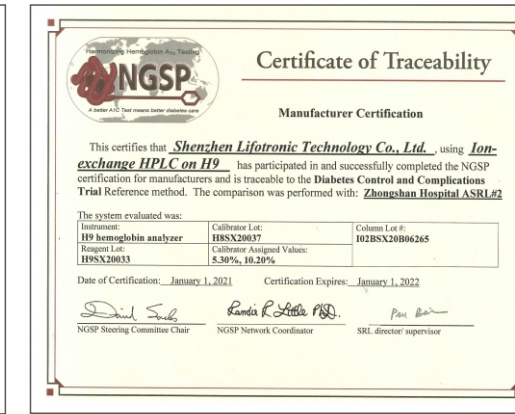 Harmonizing Hemoglobin A1c Testing
NGSP
A better A1C Test means better diabetes care
Certificate of Traceability
Manufacturer Certification
This certifies that Shenzhen Lifotronic Technology Co., Ltd. , using Ion-
exchange HPLC on H9 has participated in and successfully completed the NGSP
certification for manufacturers and is traceable to the Diabetes Control and Complications
Trial Reference method. The comparison was performed with: Zhongshan Hospital ASRL#2
The system evaluated was:
Instrument: Calibrator Lot: Column Lot #:
H9 hemoglobin analyzer H8SX20037 I02BSX20B06265
Reagent Lot: Calibrator Assigned Values:
H9SX20033 5.30%, 10.20%
Date of Certification: January 1, 2021 Certification Expires: January 1, 2022
David Sacks Randie R Little PhD.
NGSP Steering Committee Chair NGSP Network Coordinator SRL director/ supervisor